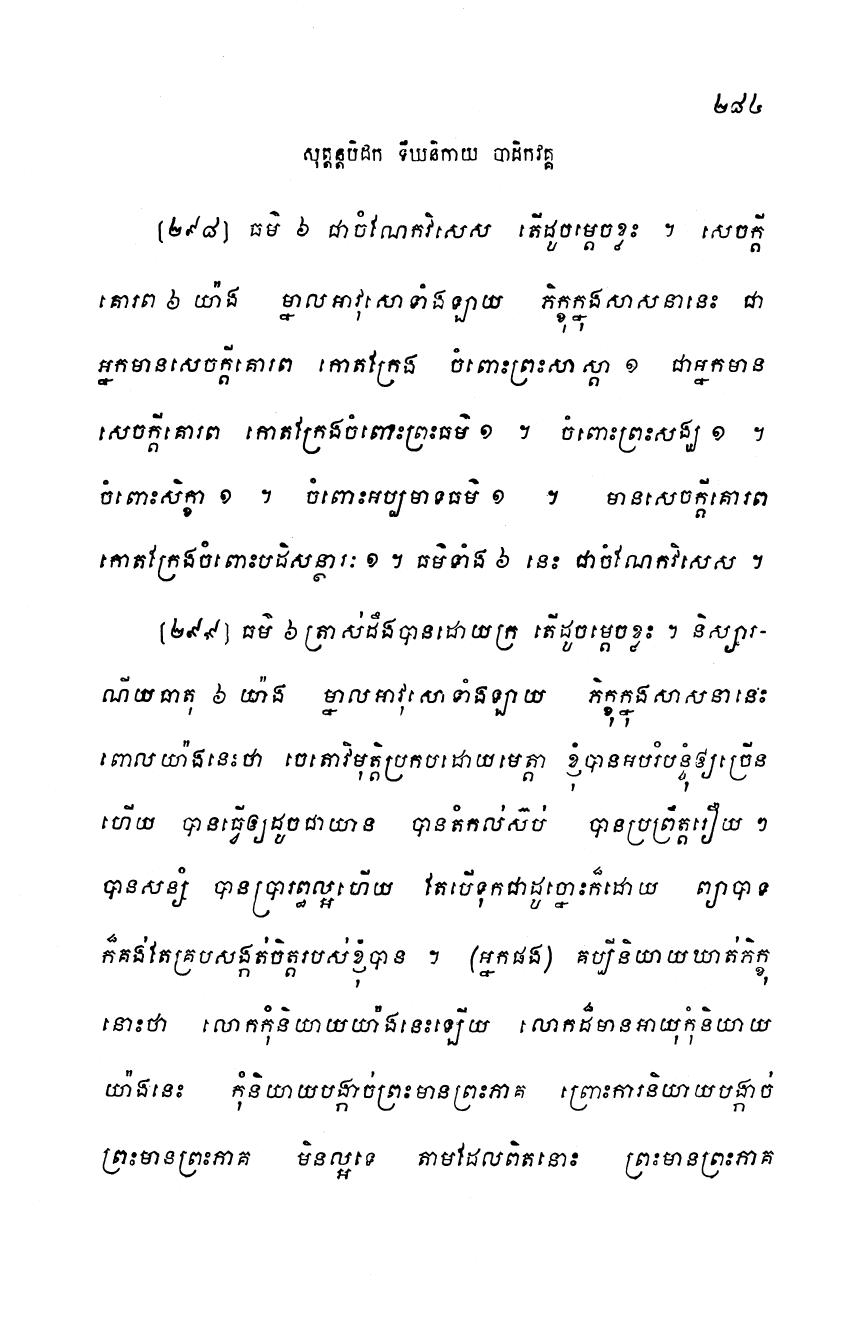 ២៨៤
សុត្តន្តបិដក ទីឃនិកាយ បាដិកវគ្គ
[២៩៨] ធម៌ ៦ ជាចំណែកវិសេស តើដូចម្តេចខ្លះ ។ សេចក្តី
គោរព ៦ យ៉ាង ម្នាលអាវុសោទាំងឡាយ ភិក្ខុក្នុងសាសនានេះ ជា
អ្នកមានសេចក្តីគោរព កោតក្រែង ចំពោះព្រះសាស្តា ១ ជាអ្នកមាន
សេចក្តីគោរព កោតក្រែងចំពោះព្រះធម៌ ១ ។ ចំពោះព្រះសង្ឃ ១ ។
ចំពោះសិក្ខា ១ ។ ចំពោះអប្បមាទធម៌ ១ ។ មានសេចក្តីគោរព
កោតក្រែងចំពោះបដិសន្ថារៈ ១ ។ ធម៌ទាំង ៦ នេះ ជាចំណែកវិសេស ។
[២៩៩] ធម៌ ៦ ត្រាស់ដឹងបានដោយក្រ តើដូចម្តេចខ្លះ ។ និស្សារ-
ណីយធាតុ ៦ យ៉ាង ម្នាលអាវុសោទាំងឡាយ ភិក្ខុក្នុងសាសនានេះ
ពោលយ៉ាងនេះថា ចេតោវិមុត្តិប្រកបដោយមេត្តា ខ្ញុំបានអបរំបន្ទុំឱ្យច្រើន
ហើយ បានធ្វើឲ្យដូចជាយាន បានតំកល់ស៊ប់ បានប្រព្រឹត្តរឿយ ៗ
បានសន្សំ បានប្រារព្ធល្អហើយ តែបើទុកជាដូច្នោះក៏ដោយ ព្យាបាទ
ក៏គង់តែគ្របសង្កត់ចិត្តរបស់ខ្ញុំបាន ។ (អ្នកផង) គប្បីនិយាយឃាត់ភិក្ខុ
នោះថា លោកកុំនិយាយយ៉ាងនេះឡើយ លោកដ៏មានអាយុកុំនិយាយ
យ៉ាងនេះ កុំនិយាយបង្កាច់ព្រះមានព្រះភាគ ព្រោះការនិយាយបង្កាច់
ព្រះមានព្រះភាគ មិនល្អទេ តាមដែលពិតនោះ ព្រះមានព្រះភាគ